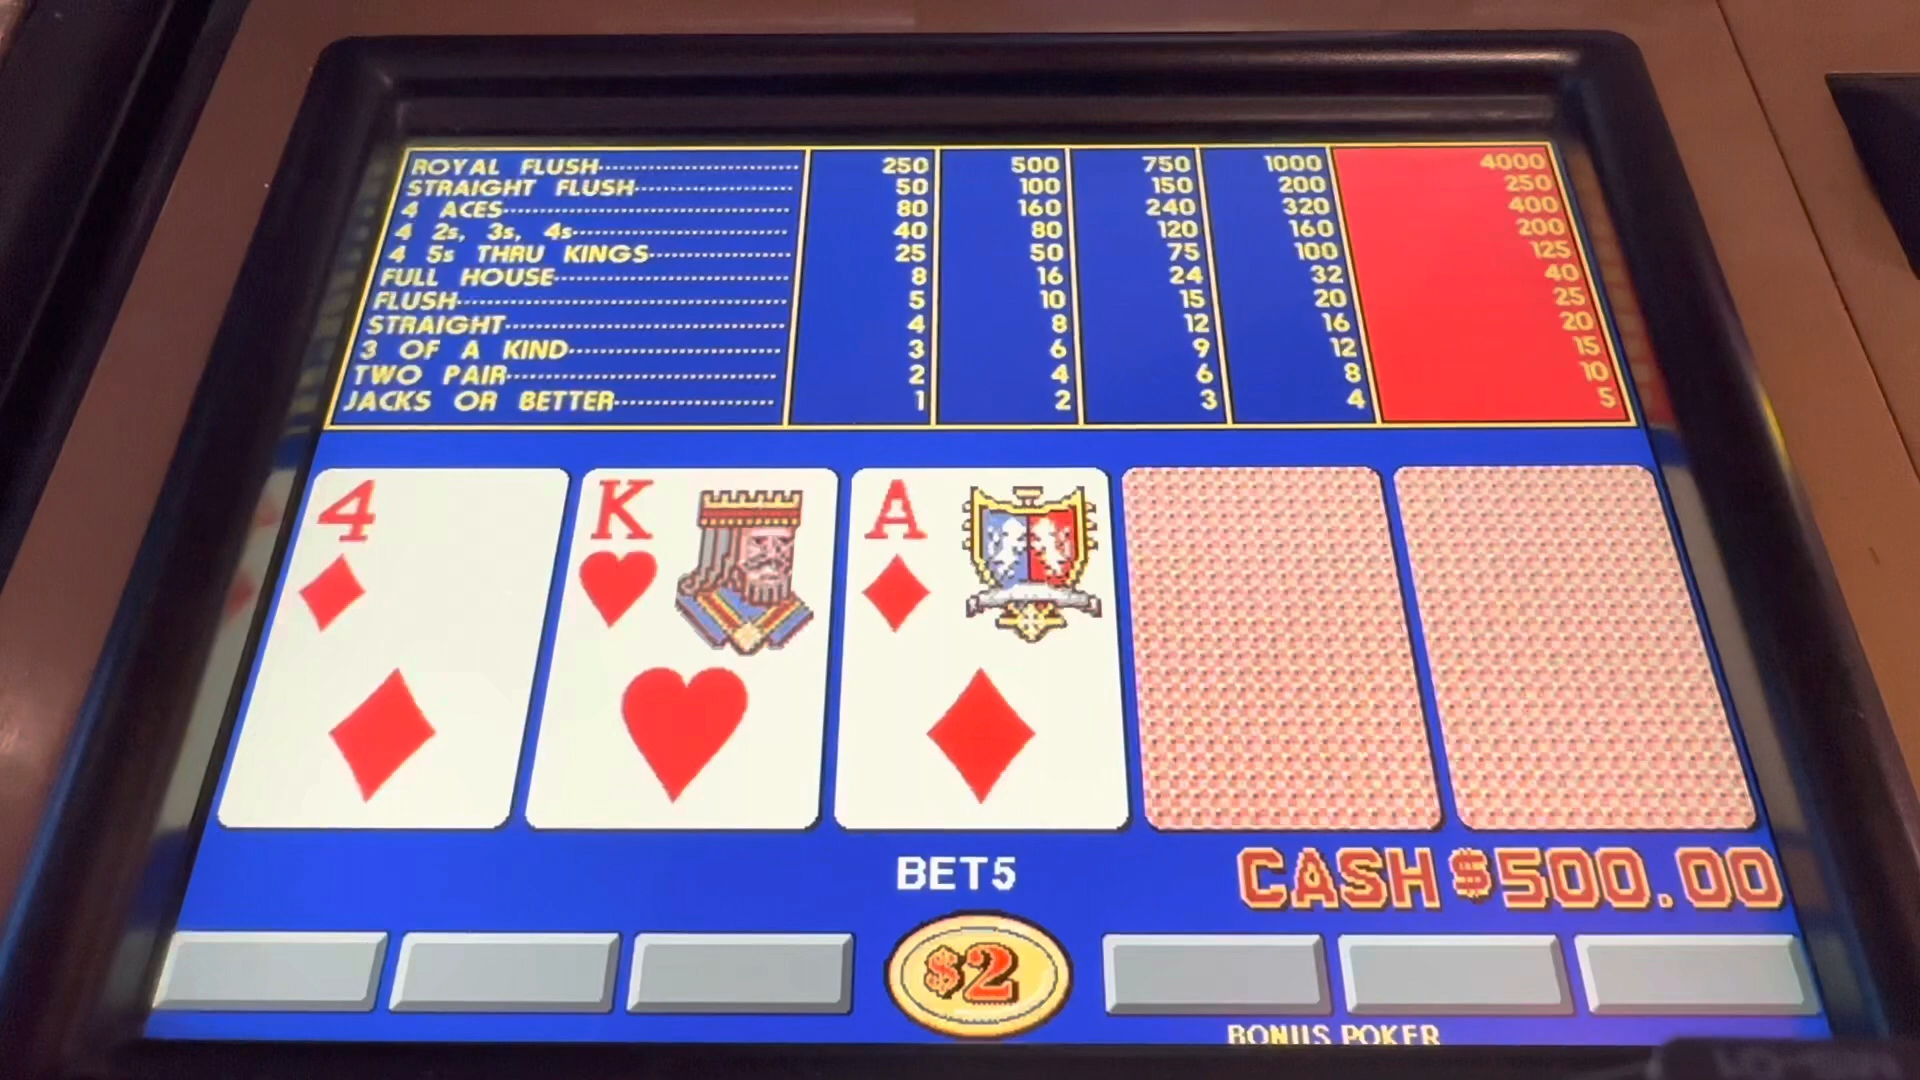 ROYAL FLUSH 250 500 750 1000 4000
STRAIGHT FLUSH 50 100 150 200 250
4 ACES 80 160 240 320 400
4 2s, 3s, 4s 40 80 120 160 200
4 5s THRU KINGS 25 50 75 100 125
FULL HOUSE 8 16 24 32 40
FLUSH 5 10 15 20 25
STRAIGHT 4 8 12 16 20
3 OF A KIND 3 6 9 12 15
TWO PAIR 2 4 6 8 10
JACKS OR BETTER 1 2 3 4 5
4 K A
BET5
CASH $500.00
$2
BONUS POKER